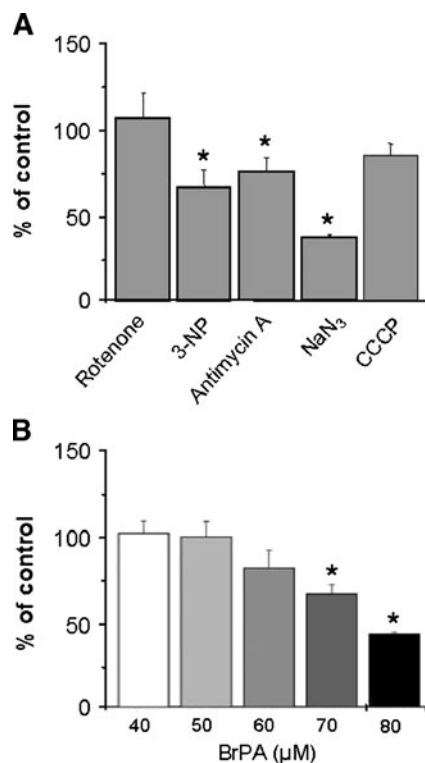 A
150
100
50
0
% of control
*
*
*
Rotenone
3-NP
Antimycin A
NaN₃
CCCP
B
150
100
50
0
% of control
*
*
40 50 60 70 80
BrPA (µM)